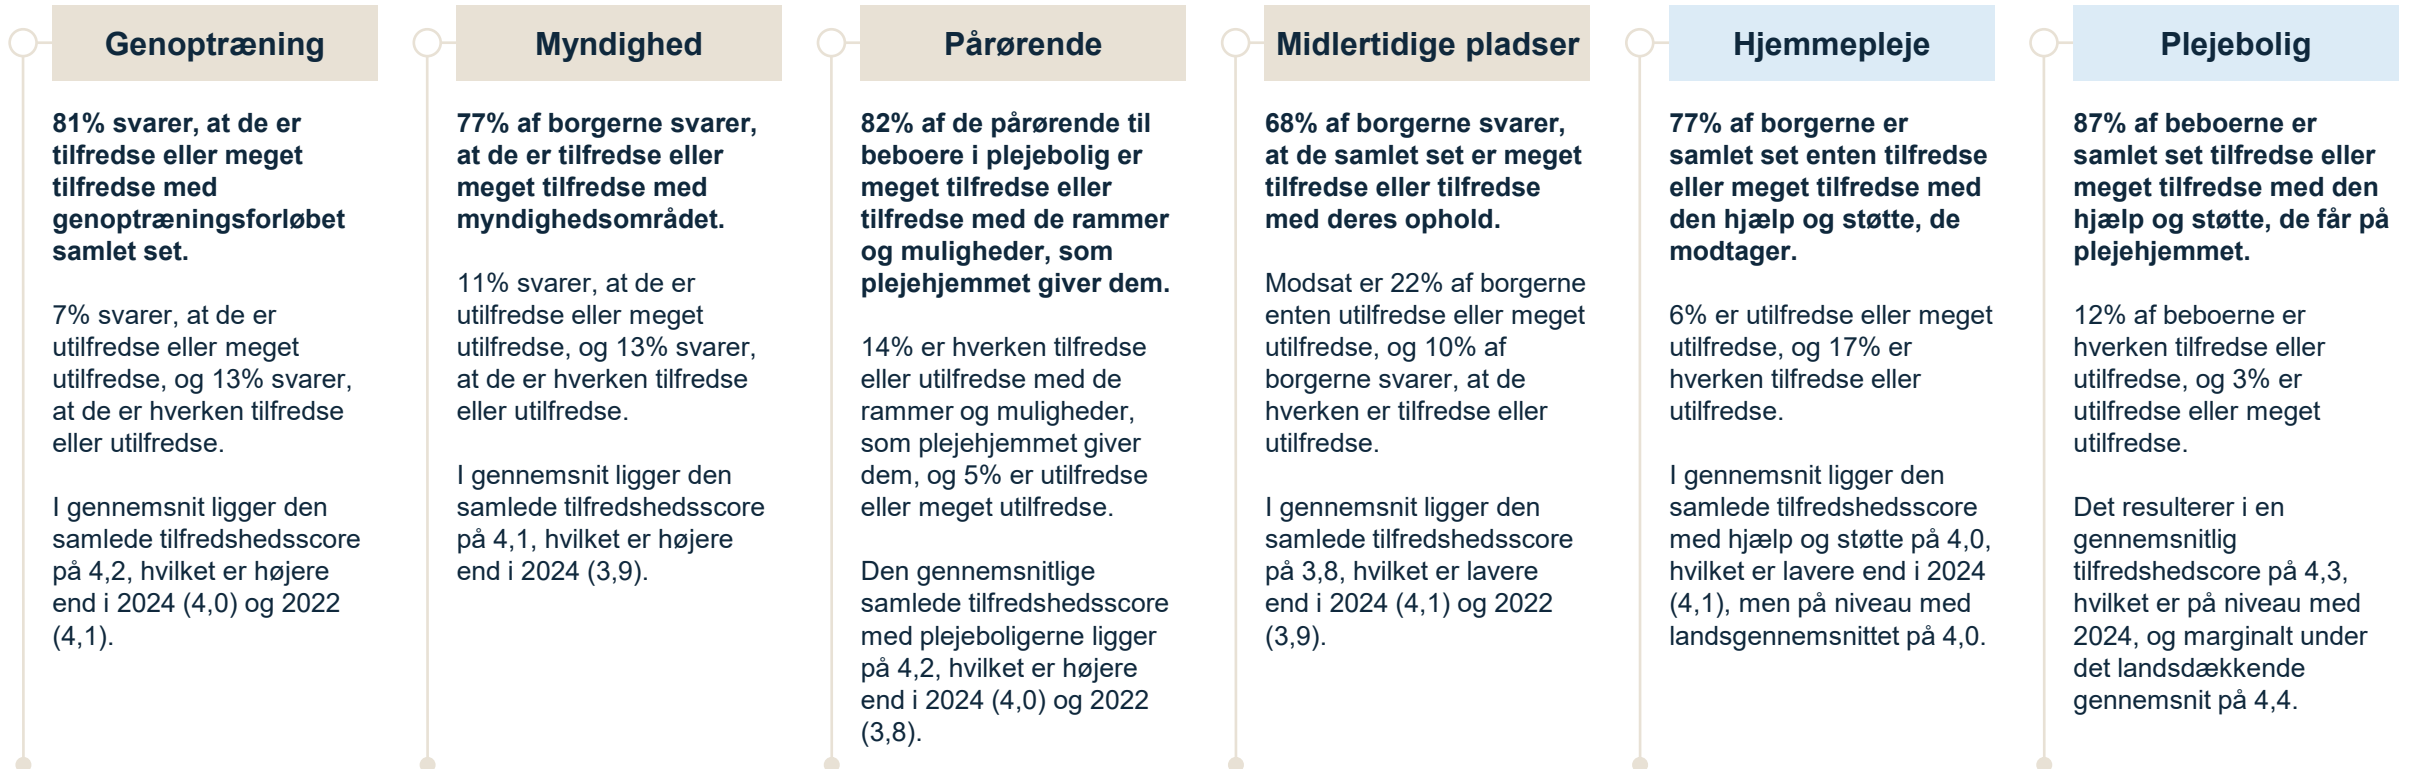 Genoptræning
81% svarer, at de er
tilfredse eller meget
tilfredse med
genoptræningsforløbet
samlet set.
7% svarer, at de er
utilfredse eller meget
utilfredse, og 13% svarer,
at de er hverken tilfredse
eller utilfredse.
I gennemsnit ligger den
samlede tilfredshedsscore
på 4,2, hvilket er højere
end i 2024 (4,0) og 2022
(4,1).
Myndighed
77% af borgerne svarer,
at de er tilfredse eller
meget tilfredse med
myndighedsområdet.
11% svarer, at de er
utilfredse eller meget
utilfredse, og 13% svarer,
at de er hverken tilfredse
eller utilfredse.
I gennemsnit ligger den
samlede tilfredshedsscore
på 4,1, hvilket er højere
end i 2024 (3,9).
Pårørende
82% af de pårørende til
beboere i plejebolig er
meget tilfredse eller
tilfredse med de rammer
og muligheder, som
plejehjemmet giver dem.
14% er hverken tilfredse
eller utilfredse med de
rammer og muligheder,
som plejehjemmet giver
dem, og 5% er utilfredse
eller meget utilfredse.
Den gennemsnitlige
samlede tilfredshedsscore
med plejeboligerne ligger
på 4,2, hvilket er højere
end i 2024 (4,0) og 2022
(3,8).
Midlertidige pladser
68% af borgerne svarer,
at de samlet set er meget
tilfredse eller tilfredse
med deres ophold.
Modsat er 22% af borgerne
enten utilfredse eller meget
utilfredse, og 10% af
borgerne svarer, at de
hverken er tilfredse eller
utilfredse.
I gennemsnit ligger den
samlede tilfredshedsscore
på 3,8, hvilket er lavere
end i 2024 (4,1) og 2022
(3,9).
Hjemmepleje
77% af borgerne er
samlet set enten tilfredse
eller meget tilfredse med
den hjælp og støtte, de
modtager.
6% er utilfredse eller meget
utilfredse, og 17% er
hverken tilfredse eller
utilfredse.
I gennemsnit ligger den
samlede tilfredshedsscore
med hjælp og støtte på 4,0,
hvilket er lavere end i 2024
(4,1), men på niveau med
landsgennemsnittet på 4,0.
Plejebolig
87% af beboerne er
samlet set tilfredse eller
meget tilfredse med den
hjælp og støtte, de får på
plejehjemmet.
12% af beboerne er
hverken tilfredse eller
utilfredse, og 3% er
utilfredse eller meget
utilfredse.
Det resulterer i en
gennemsnitlig
tilfredshedscore på 4,3,
hvilket er på niveau med
2024, og marginalt under
det landsdækkende
gennemsnit på 4,4.